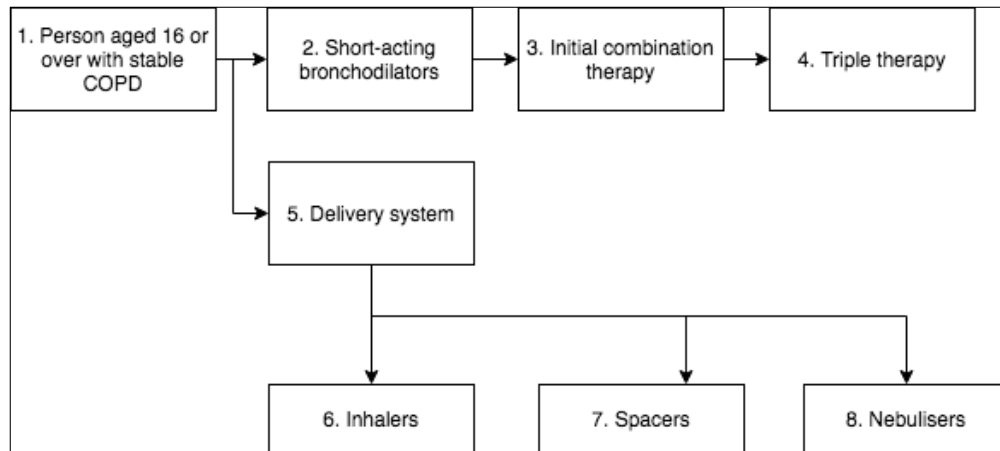 1. Person aged 16 or
over with stable
COPD
2. Short-acting
bronchodilators
3. Initial combination
therapy
4. Triple therapy
5. Delivery system
6. Inhalers
7. Spacers
8. Nebulisers